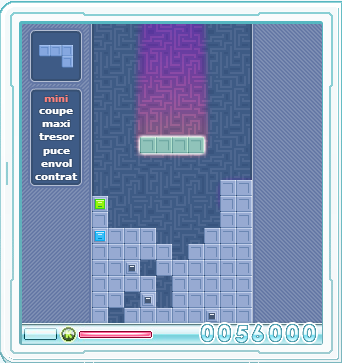 mini
coupe
maxi
tresor
puce
envol
contrat
0056000